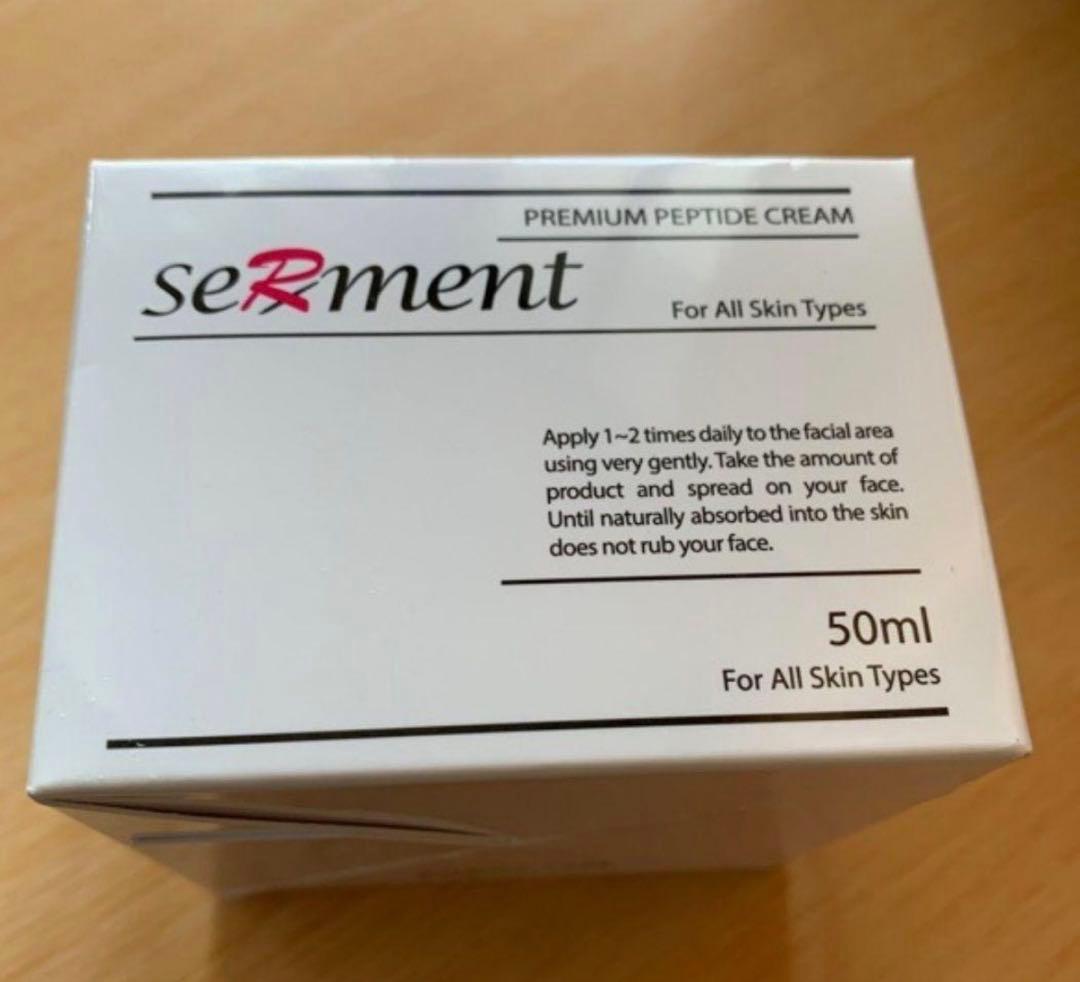 PREMIUM PEPTIDE CREAM
seRment
For All Skin Types
Apply 1~2 times daily to the facial area
using very gently. Take the amount of
product and spread on your face.
Until naturally absorbed into the skin
does not rub your face.
50ml
For All Skin Types